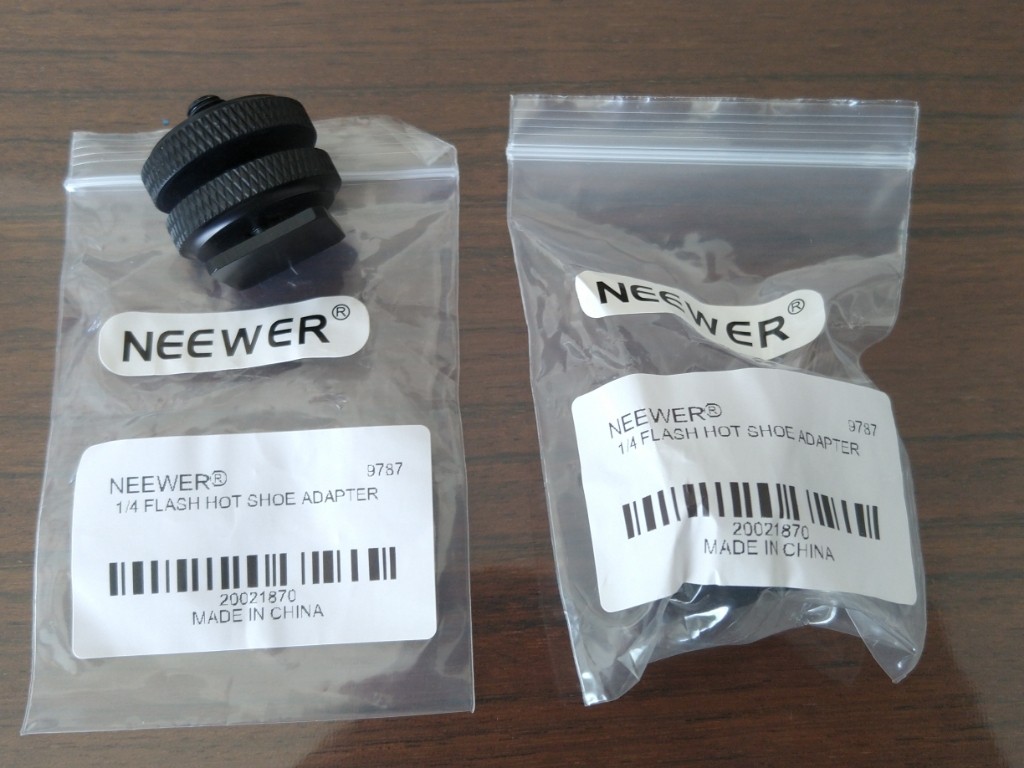 NEEWER®
NEEWER® 9787
1/4 FLASH HOT SHOE ADAPTER
20021870
MADE IN CHINA
NEEWER®
NEEWER® 9787
1/4 FLASH HOT SHOE ADAPTER
20021870
MADE IN CHINA